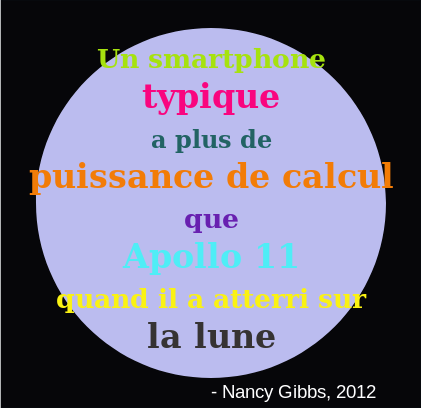 Un smartphone
typique
a plus de
puissance de calcul
que
Apollo 11
quand il a atterri sur
la lune
- Nancy Gibbs, 2012